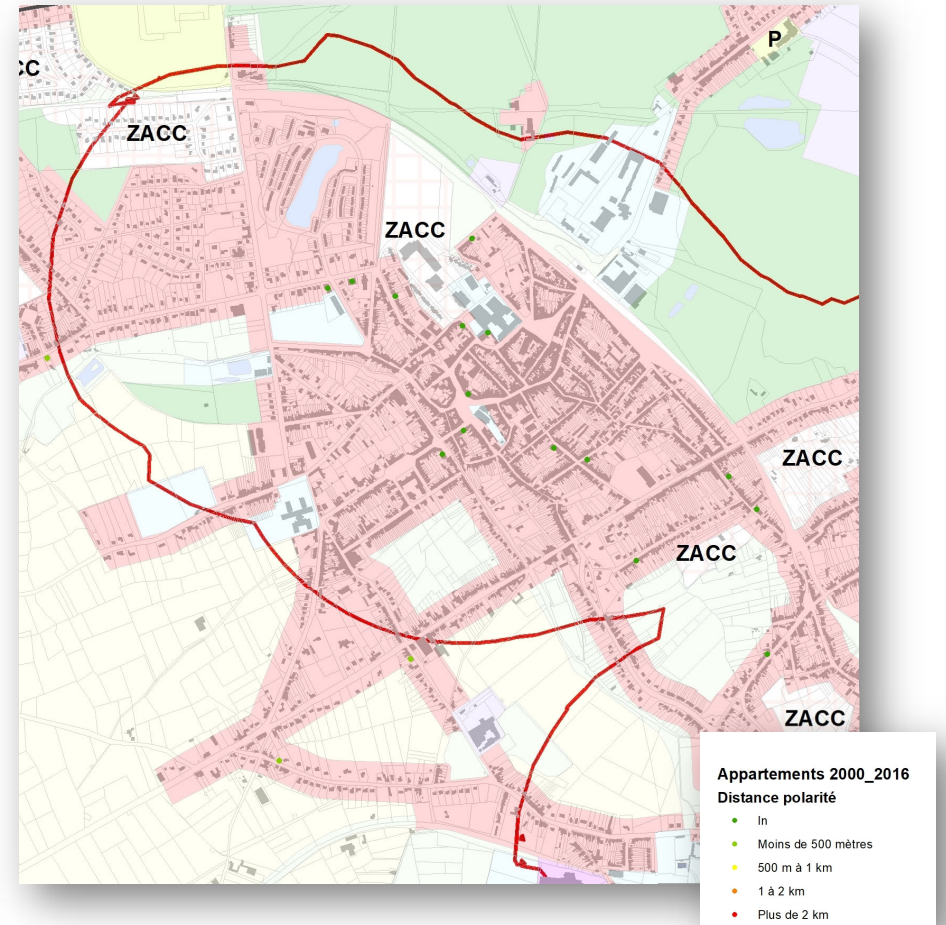 P
CC
ZACC
ZACC
ZACC
ZACC
ZACC
Appartements 2000_2016
Distance polarité
In
Moins de 500 mètres
500 m à 1 km
1 à 2 km
Plus de 2 km